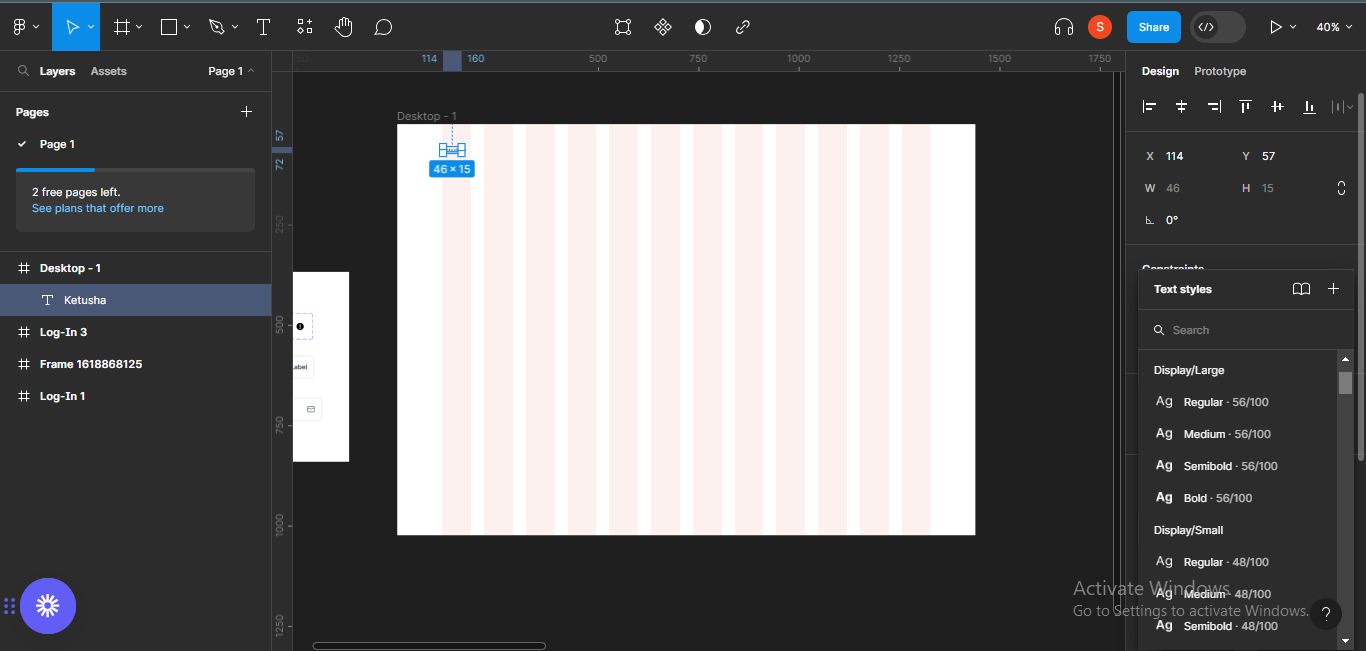 S
Share
40%
Layers
Assets
Page 1
Pages
Page 1
2 free pages left.
See plans that offer more
Desktop - 1
Ketusha
Log-In 3
Frame 1618868125
Log-In 1
114
160
500
750
1000
1250
1500
1750
57
72
250
500
750
1000
1250
Desktop - 1
46 × 15
abel
Design
Prototype
X 114
Y 57
W 46
H 15
0°
Constraints
Text styles
Search
Display/Large
Ag Regular · 56/100
Ag Medium · 56/100
Ag Semibold · 56/100
Ag Bold · 56/100
Display/Small
Ag Regular · 48/100
Ag Medium · 48/100
Ag Semibold · 48/100
Activate Windows
Go to Settings to activate Windows.
?